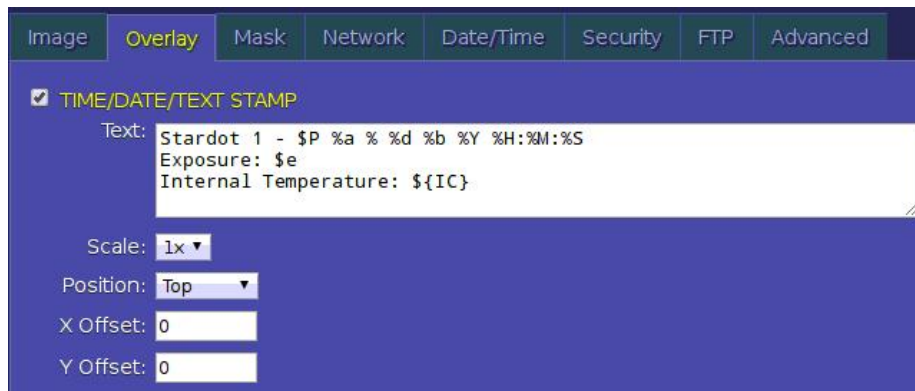 Image Overlay Mask Network Date/Time Security FTP Advanced
TIME/DATE/TEXT STAMP
Text: Stardot 1 - $P %a % %d %b %Y %H:%M:%S
Exposure: $e
Internal Temperature: ${IC}
Scale: 1x
Position: Top
X Offset: 0
Y Offset: 0